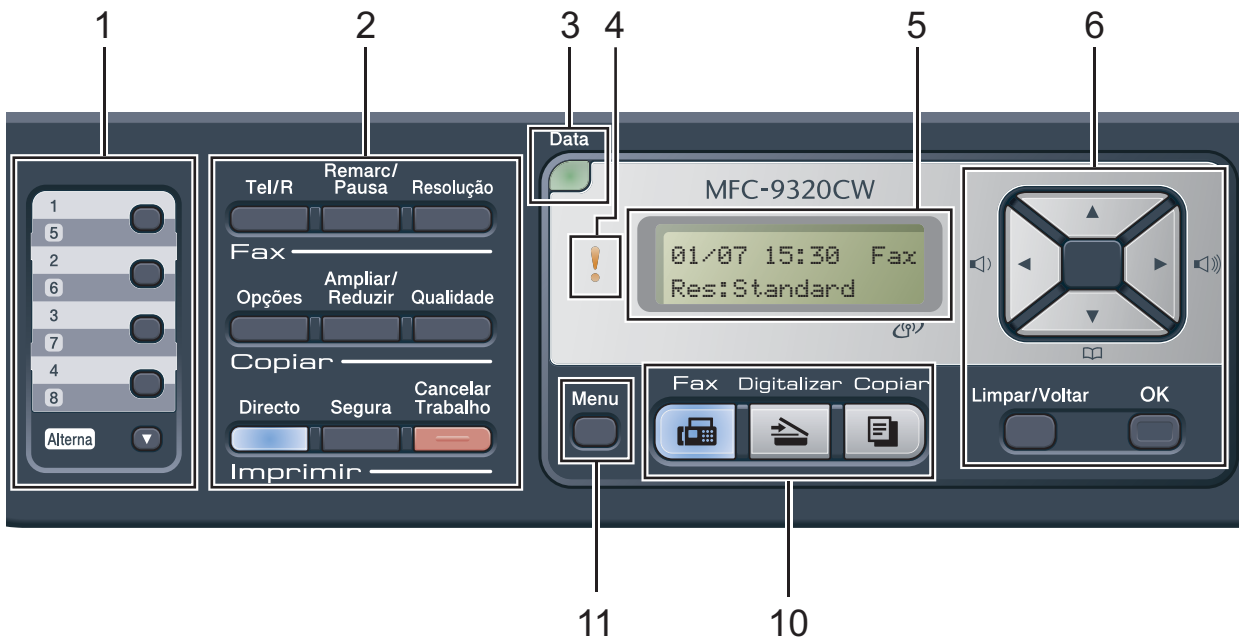 1
2
3
4
5
6
Data
1
5
2
6
3
7
4
8
Alterna
Tel/R
Remarc/
Pausa
Resolução
Fax
Opções
Ampliar/
Reduzir
Qualidade
Copiar
Directo
Segura
Cancelar
Trabalho
Imprimir
MFC-9320CW
01/07 15:30 Fax
Res:Standard
Menu
Fax
Digitalizar
Copiar
Limpar/Voltar
OK
11
10